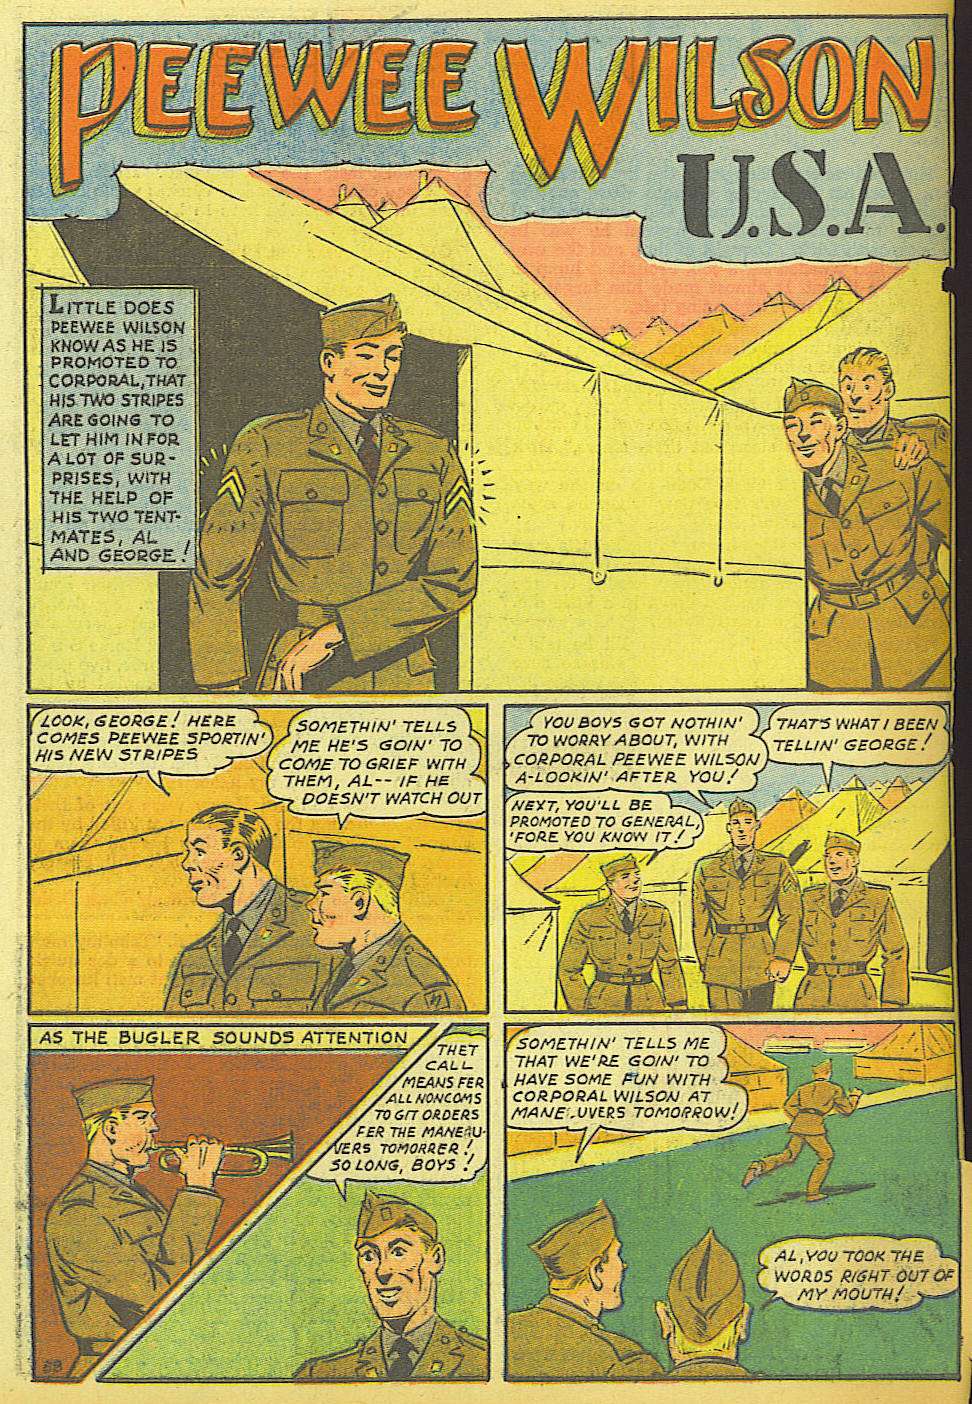 PEEWEE WILSON
U.S.A.
LITTLE DOES
PEEWEE WILSON
KNOW AS HE IS
PROMOTED TO
CORPORAL, THAT
HIS TWO STRIPES
ARE GOING TO
LET HIM IN FOR
A LOT OF SUR-
PRISES, WITH
THE HELP OF
HIS TWO TENT-
MATES, AL
AND GEORGE!
LOOK, GEORGE! HERE
COMES PEEWEE SPORTIN'
HIS NEW STRIPES
SOMETHIN' TELLS
ME HE'S GOIN' TO
COME TO GRIEF WITH
THEM, AL-- IF HE
DOESN'T WATCH OUT
YOU BOYS GOT NOTHIN'
TO WORRY ABOUT, WITH
CORPORAL PEEWEE WILSON
A-LOOKIN' AFTER YOU!
THAT'S WHAT I BEEN
TELLIN' GEORGE!
NEXT, YOU'LL BE
PROMOTED TO GENERAL,
'FORE YOU KNOW IT!
AS THE BUGLER SOUNDS ATTENTION
THET
CALL
MEANS FER
ALL NONCOMS
TO GIT ORDERS
FER THE MANEAU-
VERS TOMORRER!
SO LONG, BOYS!
SOMETHIN' TELLS ME
THAT WE'RE GOIN' TO
HAVE SOME FUN WITH
CORPORAL WILSON AT
MANE.UVERS TOMORROW!
AL, YOU TOOK THE
WORDS RIGHT OUT OF
MY MOUTH!